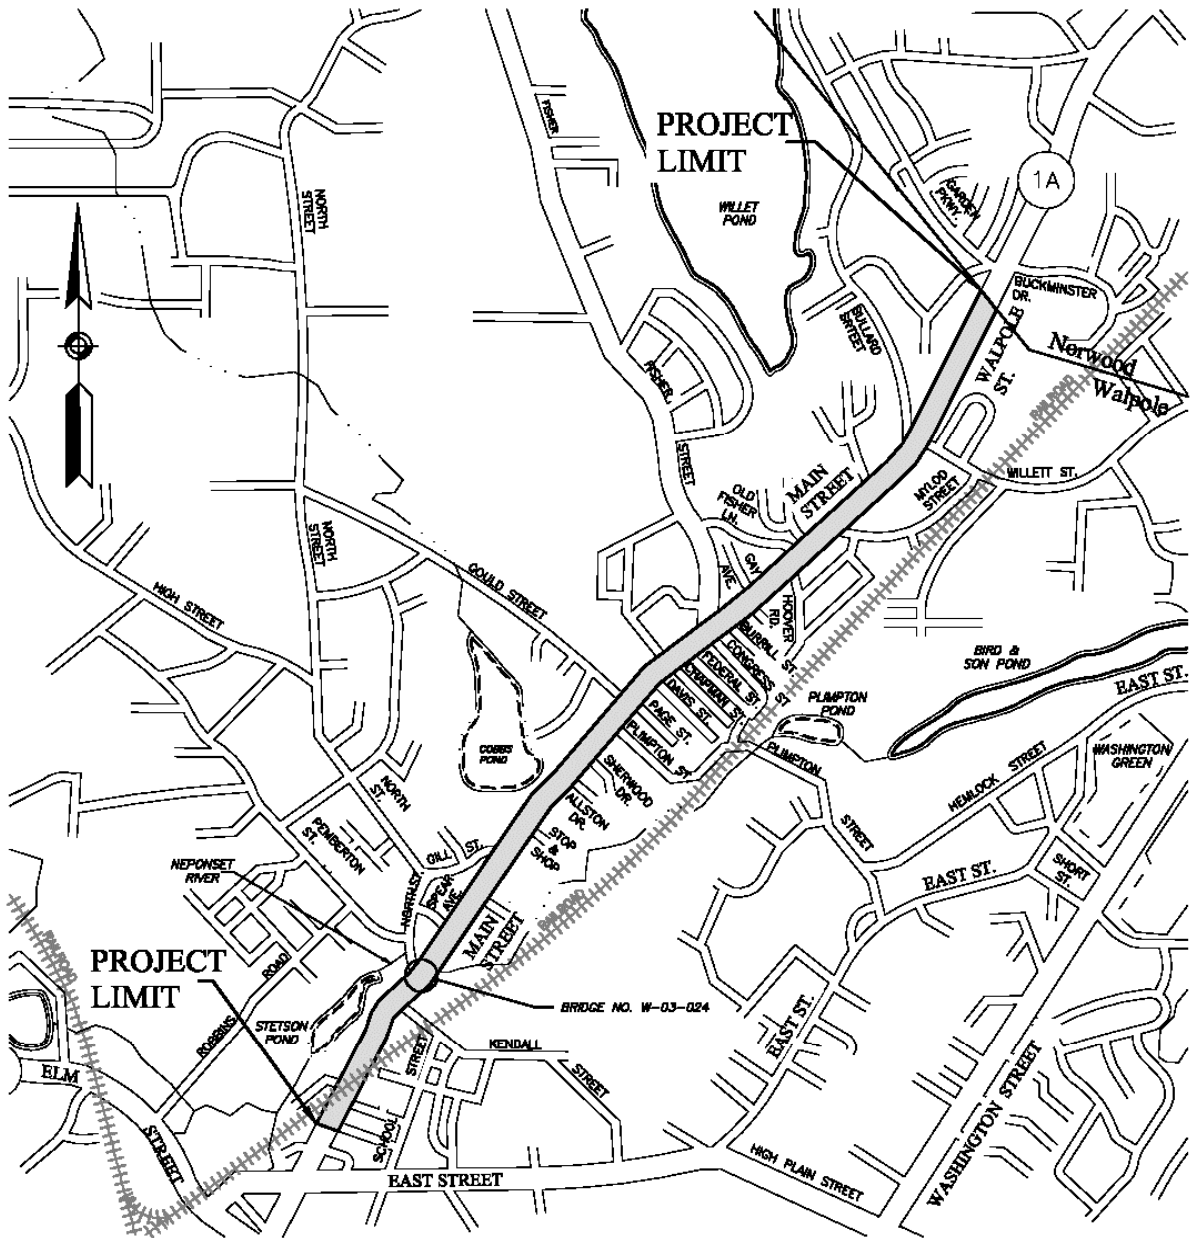 FISHER
PROJECT
LIMIT
1A
GARDEN
PKWY.
NORTH
STREET
WILLET
POND
BUCKMINSTER
DR.
BULLARD
SRTEET
WALPOLE
ST.
Norwood
Walpole
RAILROAD
FISHER
STREET
MAIN
STREET
WILLETT ST.
MYLOD
STREET
OLD
FISHER
LN.
NORTH
STREET
GAY
AVE.
GOULD STREET
HIGH STREET
HOOVER
RD.
BURRILL ST.
CONGRESS ST
FEDERAL ST.
CHAPMAN ST.
DAVIS ST.
PAGE ST.
PLIMPTON ST.
BIRD &
SON POND
EAST ST.
PLIMPTON
POND
COBBS
POND
PLIMPTON
STREET
WASHINGTON
GREEN
HEMLOCK STREET
SHERWOOD
DR.
ALLSTON
DR.
STOP
&
SHOP
NORTH
ST.
PEMBERTON
ST.
GILL ST.
NEPONSET
RIVER
NORTH ST.
SPEAR
AVE.
EAST ST.
SHORT
ST.
MAIN
STREET
RAILROAD
RAILROAD
PROJECT
LIMIT
ROBBINS ROAD
STETSON
POND
BRIDGE NO. W-03-024
EAST ST.
KENDALL
STREET
SCHOOL STREET
ELM
STREET
WASHINGTON STREET
EAST STREET
HIGH PLAIN STREET